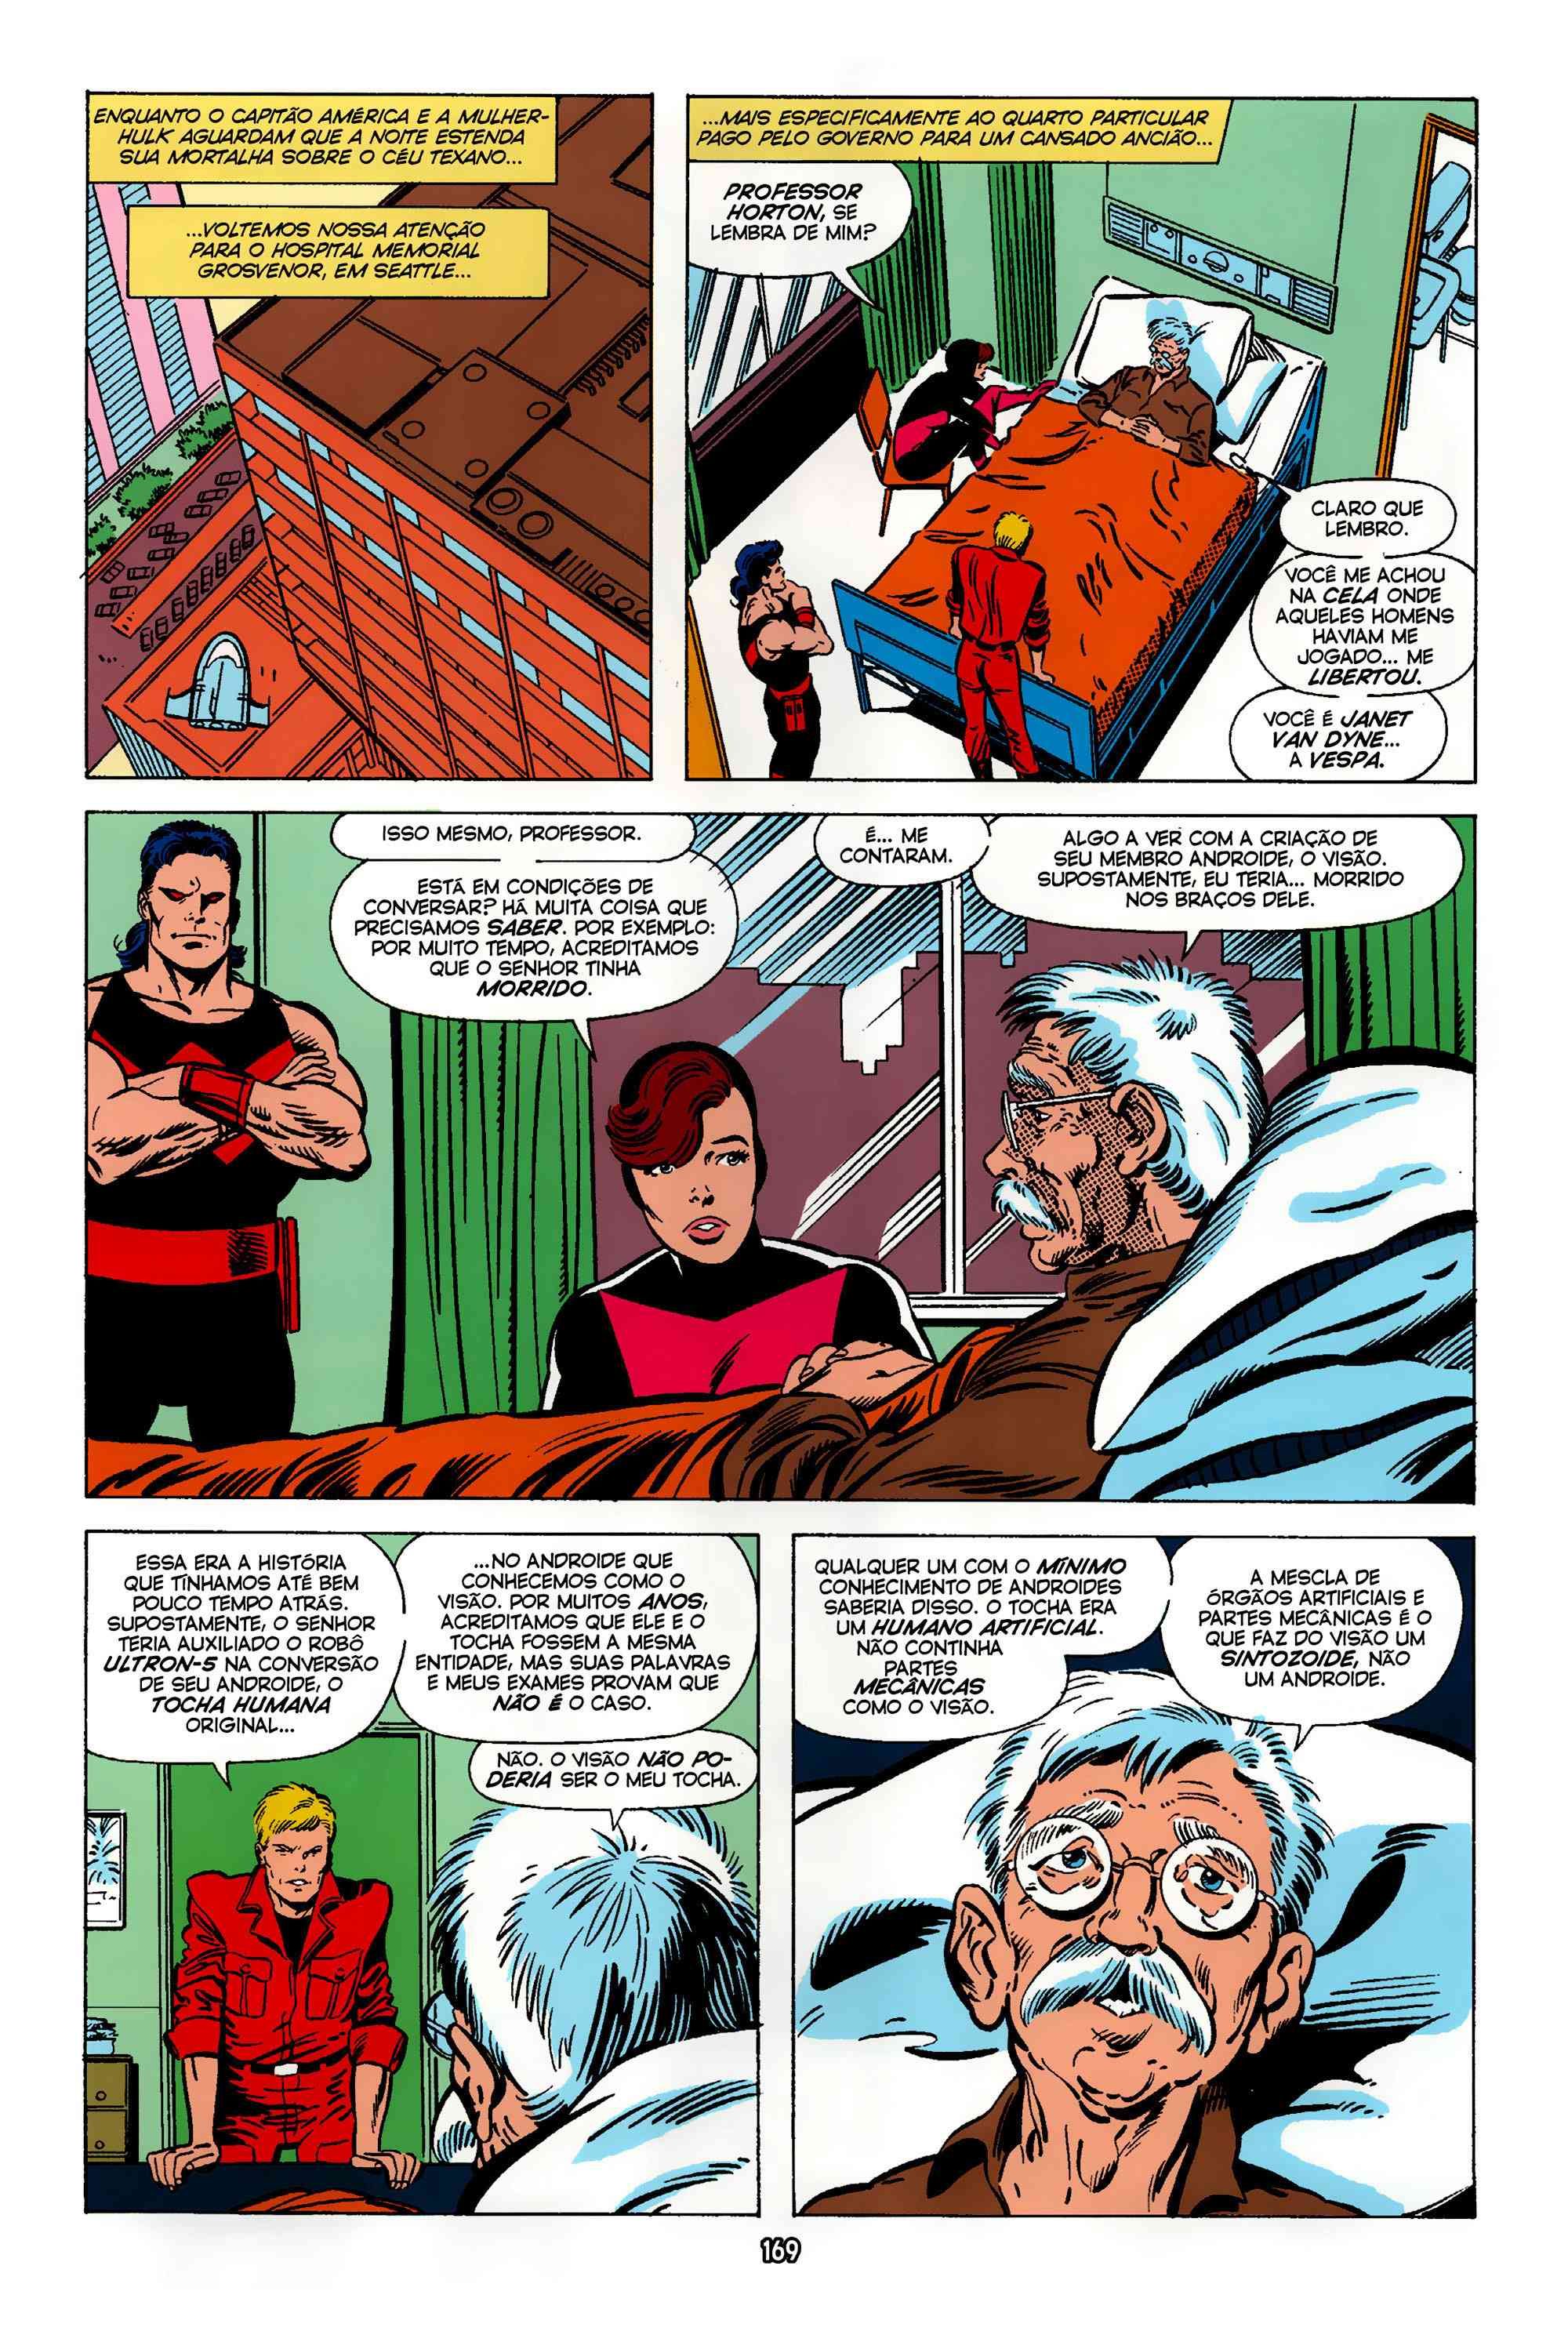 ENQUANTO O CAPITÃO AMÉRICA E A MULHER-
HULK AGUARDAM QUE A NOITE ESTENDA
SUA MORTALHA SOBRE O CÉU TEXANO...
...VOLTEMOS NOSSA ATENÇÃO
PARA O HOSPITAL MEMORIAL
GROSVENOR, EM SEATTLE...
...MAIS ESPECIFICAMENTE AO QUARTO PARTICULAR
PAGO PELO GOVERNO PARA UM CANSADO ANCIÃO...
PROFESSOR
HORTON, SE
LEMBRA DE MIM?
CLARO QUE
LEMBRO.
VOCÊ ME ACHOU
NA CELA ONDE
AQUELES HOMENS
HAVIAM ME
JOGADO... ME
LIBERTOU.
VOCÊ É JANET
VAN DYNE...
A VESPA.
ISSO MESMO, PROFESSOR.
ESTÁ EM CONDIÇÕES DE
CONVERSAR? HÁ MUITA COISA QUE
PRECISAMOS SABER. POR EXEMPLO:
POR MUITO TEMPO, ACREDITAMOS
QUE O SENHOR TINHA
MORRIDO.
É... ME
CONTARAM.
ALGO A VER COM A CRIAÇÃO DE
SEU MEMBRO ANDROIDE, O VISÃO.
SUPOSTAMENTE, EU TERIA... MORRIDO
NOS BRAÇOS DELE.
ESSA ERA A HISTÓRIA
QUE TÍNHAMOS ATÉ BEM
POUCO TEMPO ATRÁS.
SUPOSTAMENTE, O SENHOR
TERIA AUXILIADO O ROBÔ
ULTRON-5 NA CONVERSÃO
DE SEU ANDROIDE, O
TOCHA HUMANA
ORIGINAL...
...NO ANDROIDE QUE
CONHECEMOS COMO O
VISÃO. POR MUITOS ANOS,
ACREDITAMOS QUE ELE E O
TOCHA FOSSEM A MESMA
ENTIDADE, MAS SUAS PALAVRAS
E MEUS EXAMES PROVAM QUE
NÃO É O CASO.
NÃO. O VISÃO NÃO PO-
DERIA SER O MEU TOCHA.
QUALQUER UM COM O MÍNIMO
CONHECIMENTO DE ANDROIDES
SABERIA DISSO. O TOCHA ERA
UM HUMANO ARTIFICIAL.
NÃO CONTINHA
PARTES
MECÂNICAS
COMO O VISÃO.
A MESCLA DE
ÓRGÃOS ARTIFICIAIS E
PARTES MECÂNICAS É O
QUE FAZ DO VISÃO UM
SINTOZOIDE, NÃO
UM ANDROIDE.
169